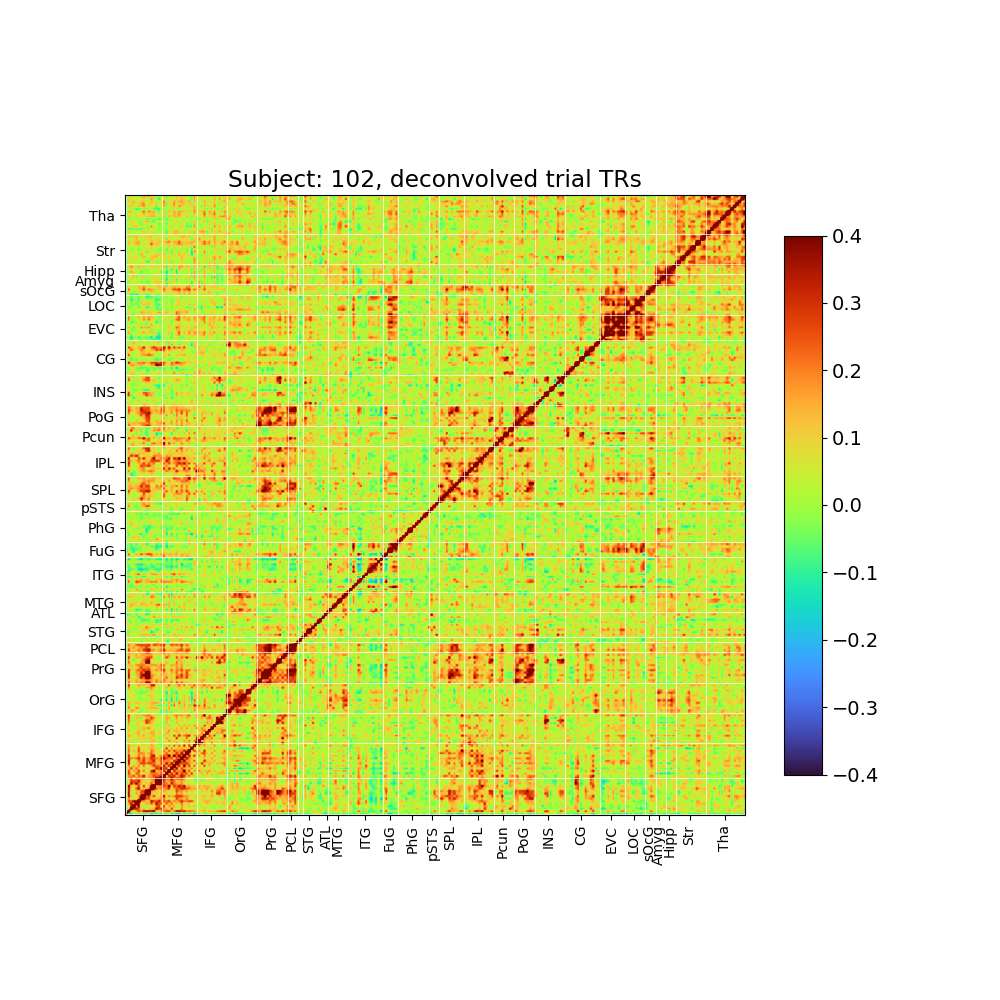 Subject: 102, deconvolved trial TRs
Tha
Str
Hipp
Amyg
sOcG
LOC
EVC
CG
INS
PoG
Pcun
IPL
SPL
pSTS
PhG
FuG
ITG
MTG
ATL
STG
PCL
PrG
OrG
IFG
MFG
SFG
SFG MFG IFG OrG PrG PCL STG ATL MTG ITG FuG PhG pSTS SPL IPL Pcun PoG INS CG EVC LOC sOcG Amyg Hipp Str Tha
0.4
0.3
0.2
0.1
0.0
−0.1
−0.2
−0.3
−0.4